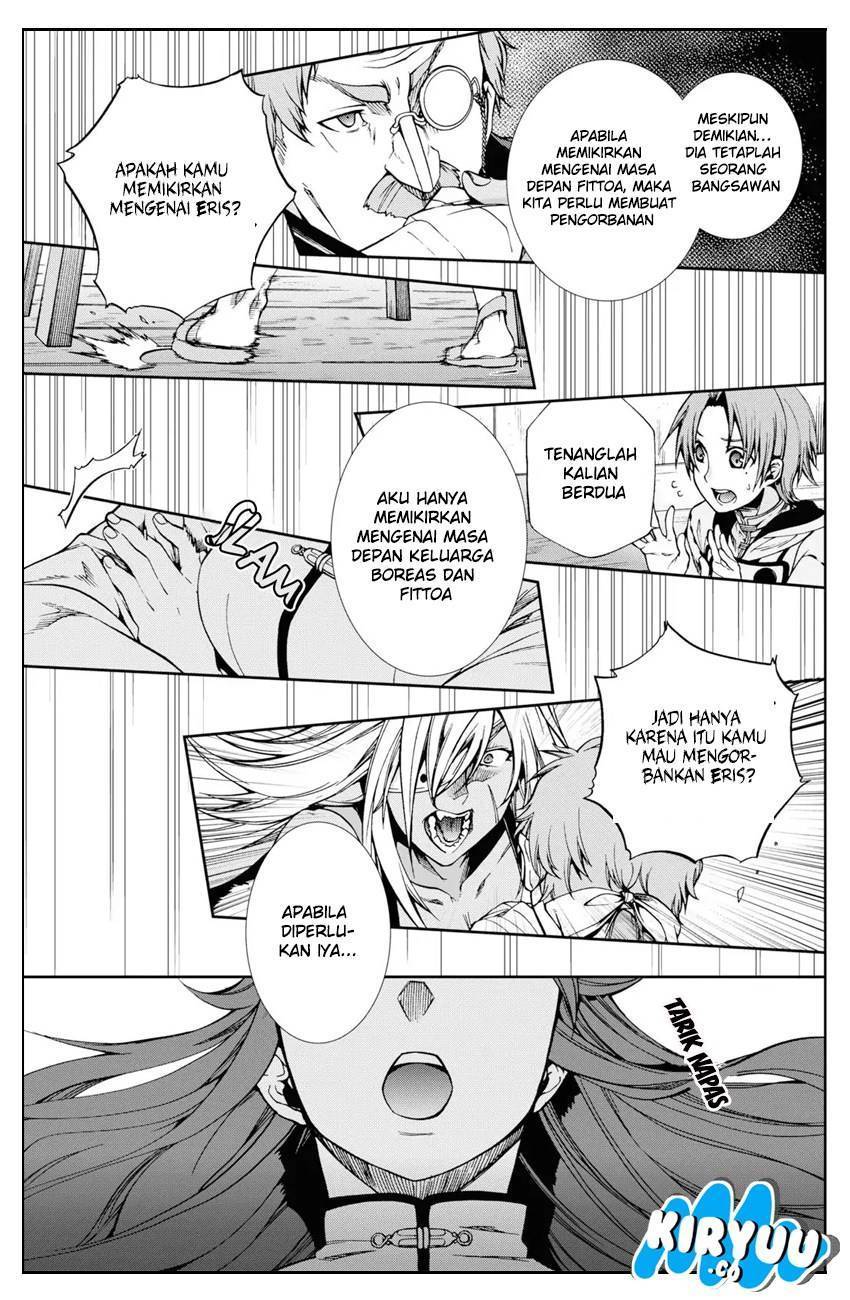 MESKIPUN
DEMIKIAN...
DIA TETAPLAH
SEORANG
BANGSAWAN
APABILA
MEMIKIRKAN
MENGENAI MASA
DEPAN FITTOA, MAKA
KITA PERLU MEMBUAT
PENGORBANAN
APAKAH KAMU
MEMIKIRKAN
MENGENAI ERIS?
TENANGLAH
KALIAN
BERDUA
AKU HANYA
MEMIKIRKAN
MENGENAI MASA
DEPAN KELUARGA
BOREAS DAN
FITTOA
SLAM
JADI HANYA
KARENA ITU KAMU
MAU MENGOR-
BANKAN ERIS?
APABILA
DIPERLU-
KAN IYA...
TARIK NAPAS
KIRYUU
.CO